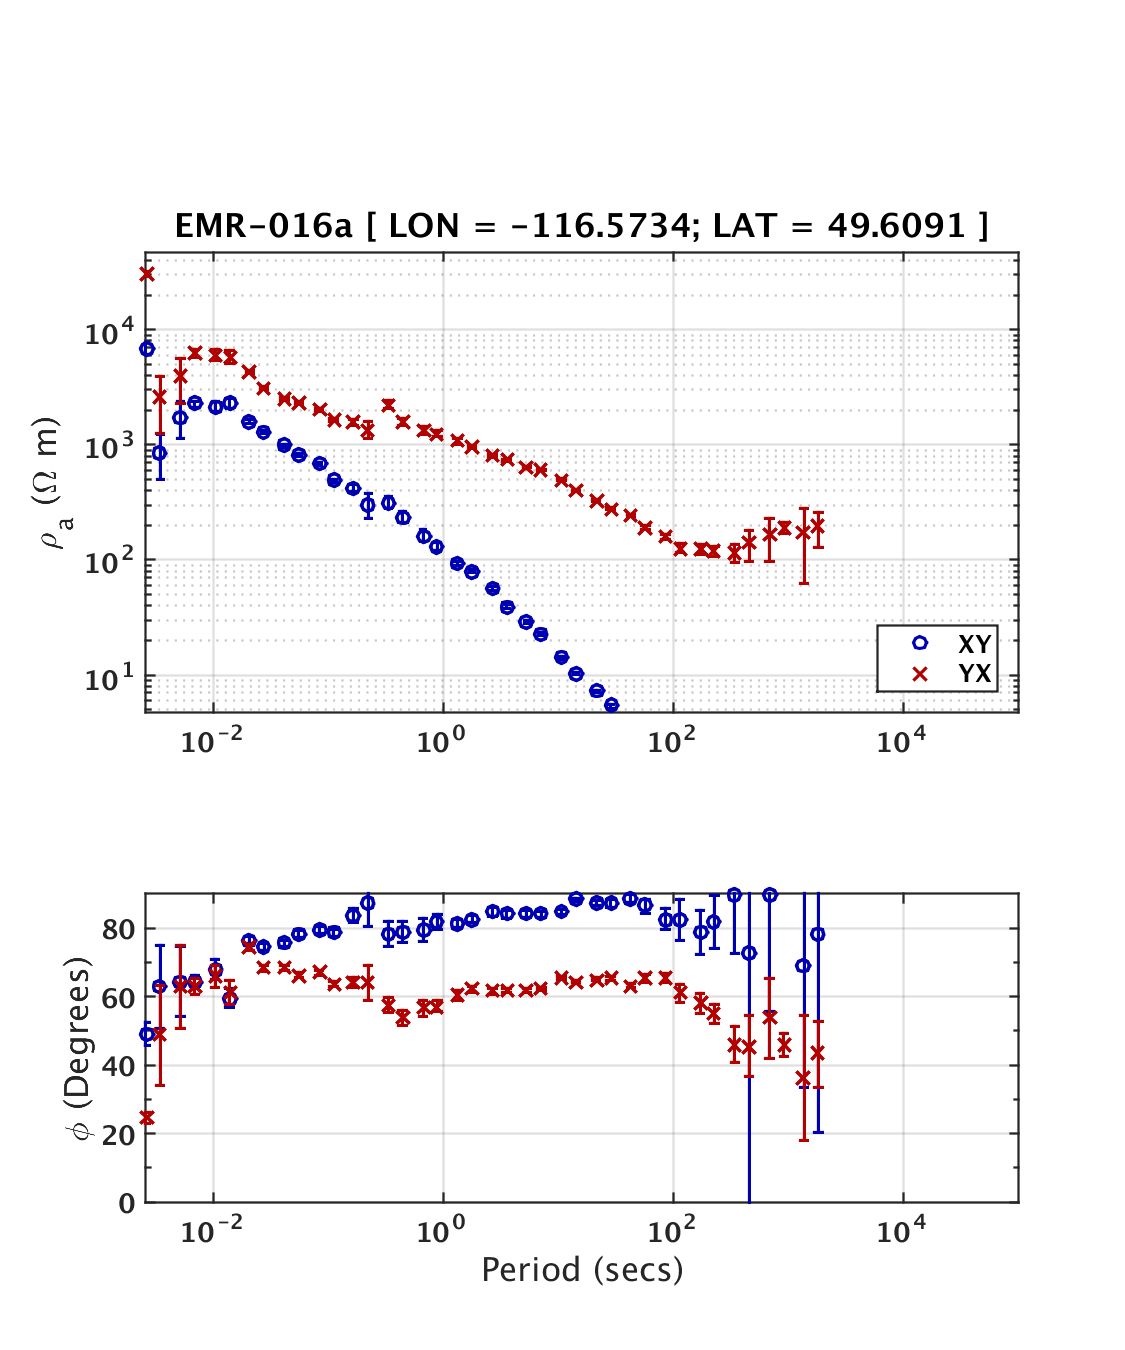 EMR-016a [ LON = -116.5734; LAT = 49.6091 ]
ρa (Ω m)
10^4
10^3
10^2
10^1
XY
YX
10^-2 10^0 10^2 10^4
ϕ (Degrees)
80
60
40
20
0
10^-2 10^0 10^2 10^4
Period (secs)